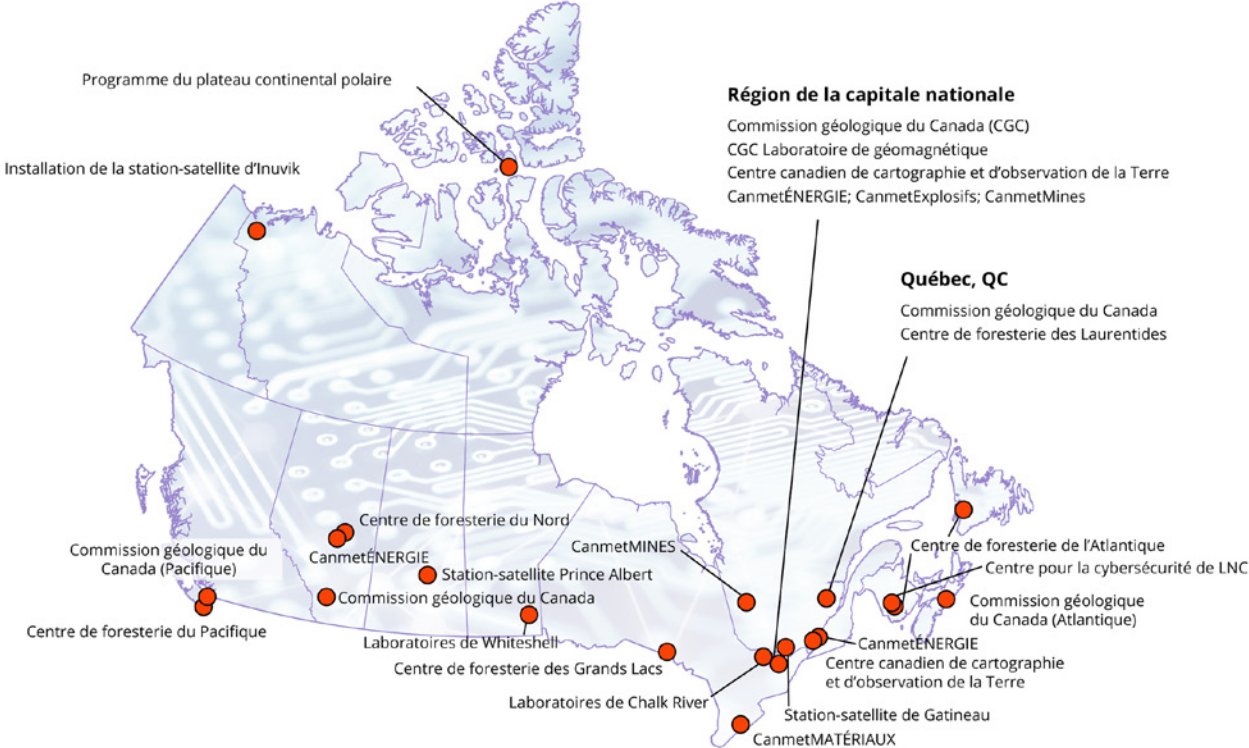 Programme du plateau continental polaire
Installation de la station-satellite d'Inuvik
Région de la capitale nationale
Commission géologique du Canada (CGC)
CGC Laboratoire de géomagnétique
Centre canadien de cartographie et d'observation de la Terre
CanmetÉNERGIE; CanmetExplosifs; CanmetMines
Québec, QC
Commission géologique du Canada
Centre de foresterie des Laurentides
Centre de foresterie du Nord
CanmetÉNERGIE
Commission géologique du
Canada (Pacifique)
Station-satellite Prince Albert
Commission géologique du Canada
Centre de foresterie du Pacifique
Laboratoires de Whiteshell
Centre de foresterie des Grands Lacs
CanmetMINES
Laboratoires de Chalk River
Centre de foresterie de l'Atlantique
Centre pour la cybersécurité de LNC
Commission géologique
du Canada (Atlantique)
CanmetÉNERGIE
Centre canadien de cartographie
et d'observation de la Terre
Station-satellite de Gatineau
CanmetMATÉRIAUX